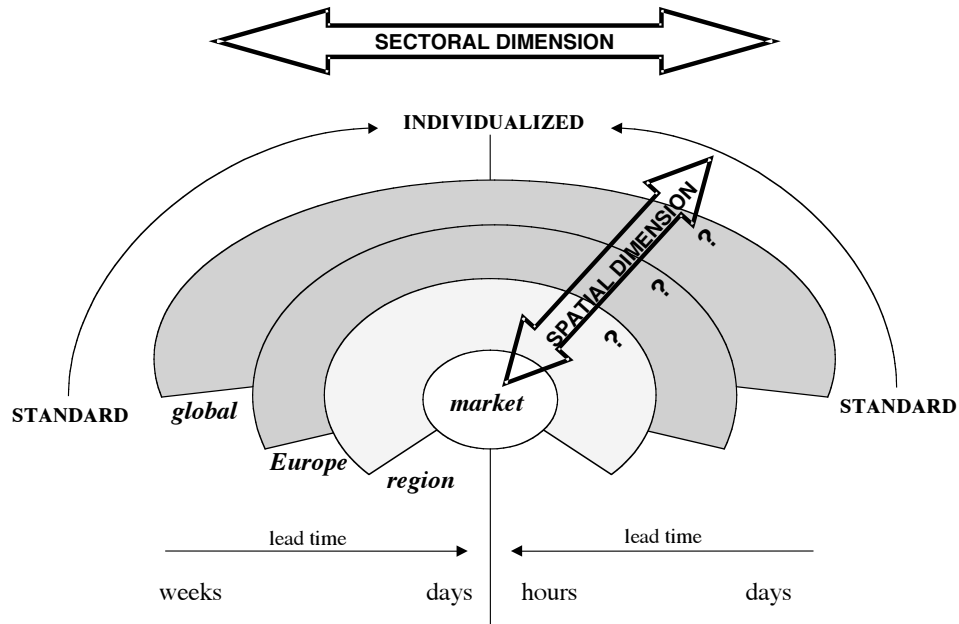 SECTORAL DIMENSION
INDIVIDUALIZED
SPATIAL DIMENSION
?
?
?
STANDARD
global
market
STANDARD
Europe
region
lead time
lead time
weeks
days
hours
days